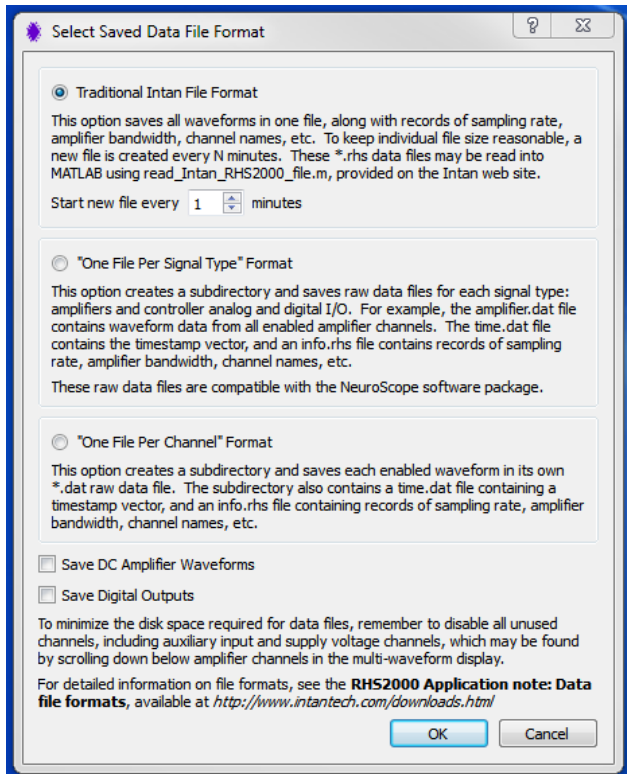 Select Saved Data File Format
Traditional Intan File Format
This option saves all waveforms in one file, along with records of sampling rate,
amplifier bandwidth, channel names, etc. To keep individual file size reasonable, a
new file is created every N minutes. These *.rhs data files may be read into
MATLAB using read_Intan_RHS2000_file.m, provided on the Intan web site.
Start new file every 1 minutes
"One File Per Signal Type" Format
This option creates a subdirectory and saves raw data files for each signal type:
amplifiers and controller analog and digital I/O. For example, the amplifier.dat file
contains waveform data from all enabled amplifier channels. The time.dat file
contains the timestamp vector, and an info.rhs file contains records of sampling
rate, amplifier bandwidth, channel names, etc.
These raw data files are compatible with the NeuroScope software package.
"One File Per Channel" Format
This option creates a subdirectory and saves each enabled waveform in its own
*.dat raw data file. The subdirectory also contains a time.dat file containing a
timestamp vector, and an info.rhs file containing records of sampling rate, amplifier
bandwidth, channel names, etc.
Save DC Amplifier Waveforms
Save Digital Outputs
To minimize the disk space required for data files, remember to disable all unused
channels, including auxiliary input and supply voltage channels, which may be found
by scrolling down below amplifier channels in the multi-waveform display.
For detailed information on file formats, see the RHS2000 Application note: Data
file formats, available at http://www.intantech.com/downloads.html
OK Cancel